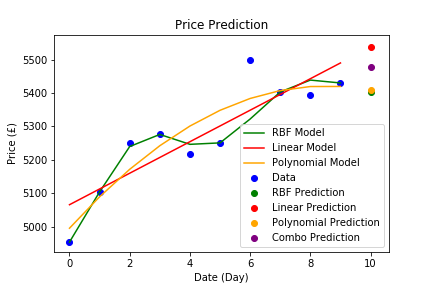 Price Prediction
Price (£)
5500
5400
5300
5200
5100
5000
RBF Model
Linear Model
Polynomial Model
Data
RBF Prediction
Linear Prediction
Polynomial Prediction
Combo Prediction
0 2 4 6 8 10
Date (Day)